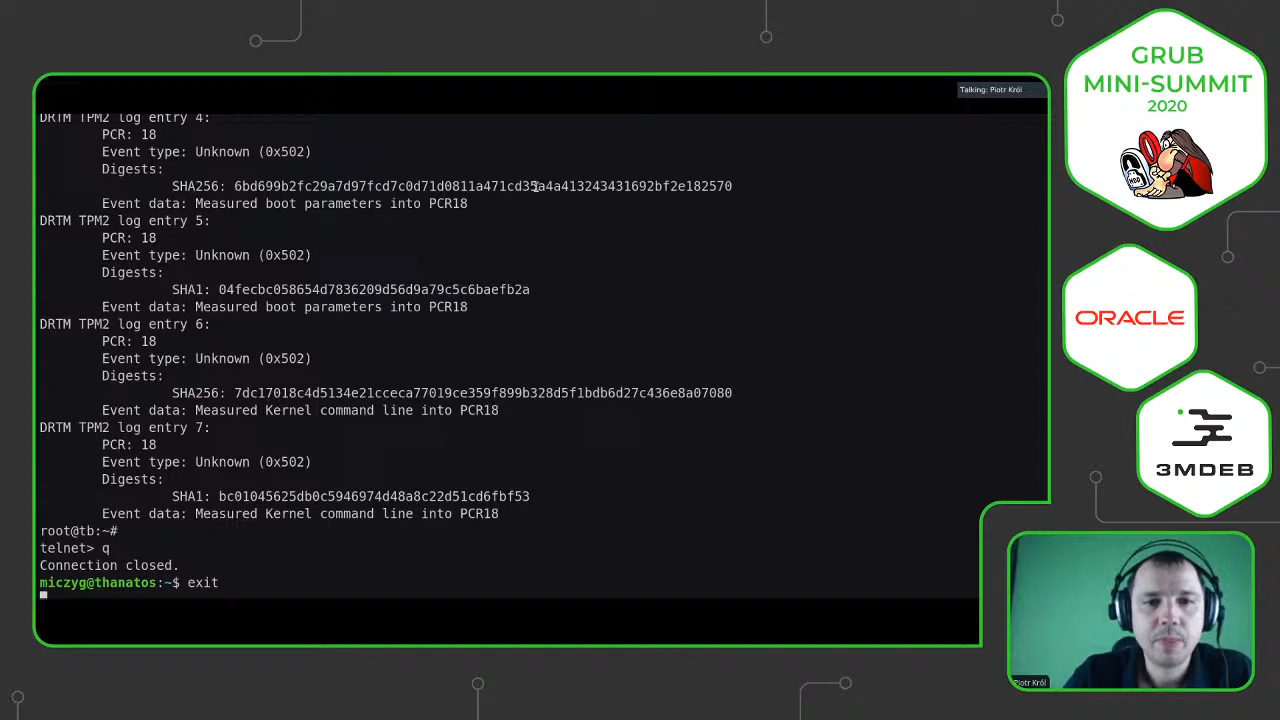 Talking: Piotr Król
DRTM TPM2 log entry 4:
PCR: 18
Event type: Unknown (0x502)
Digests:
SHA256: 6bd699b2fc29a7d97fcd7c0d71d0811a471cd35a4a413243431692bf2e182570
Event data: Measured boot parameters into PCR18
DRTM TPM2 log entry 5:
PCR: 18
Event type: Unknown (0x502)
Digests:
SHA1: 04fecbc058654d7836209d56d9a79c5c6baefb2a
Event data: Measured boot parameters into PCR18
DRTM TPM2 log entry 6:
PCR: 18
Event type: Unknown (0x502)
Digests:
SHA256: 7dc17018c4d5134e21cceca77019ce359f899b328d5f1bdb6d27c436e8a07080
Event data: Measured Kernel command line into PCR18
DRTM TPM2 log entry 7:
PCR: 18
Event type: Unknown (0x502)
Digests:
SHA1: bc01045625db0c5946974d48a8c22d51cd6fbf53
Event data: Measured Kernel command line into PCR18
root@tb:~#
telnet> q
Connection closed.
miczyg@thanatos:~$ exit
GRUB
MINI-SUMMIT
2020
ORACLE
3MDEB
Piotr Król